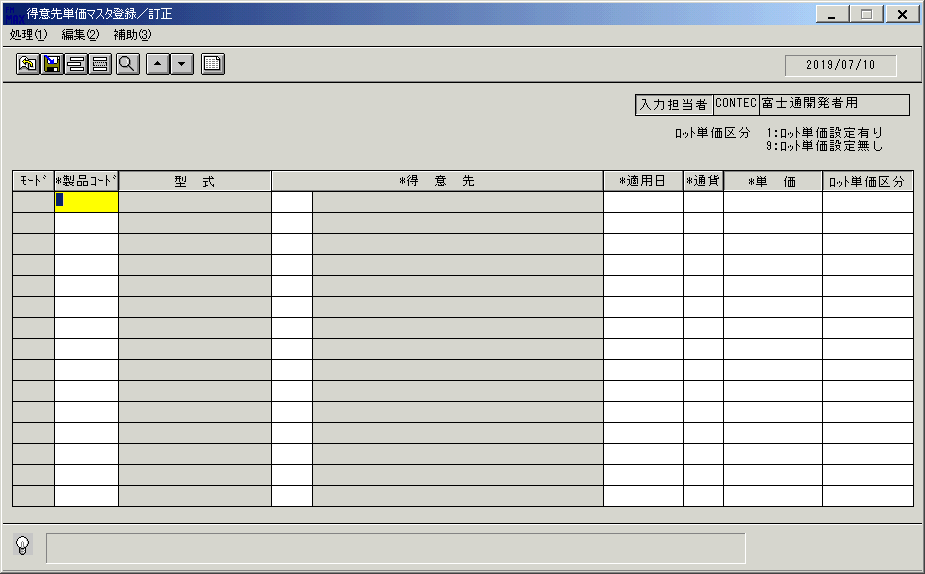 得意先単価マスタ登録／訂正
処理(1) 編集(2) 補助(3)
2019/07/10
入力担当者 CONTEC 富士通開発者用
ﾛｯﾄ単価区分 1:ﾛｯﾄ単価設定有り
9:ﾛｯﾄ単価設定無し
ﾓｰﾄﾞ *製品ｺｰﾄﾞ 型 式 *得 意 先 *適用日 *通貨 *単 価 ﾛｯﾄ単価区分